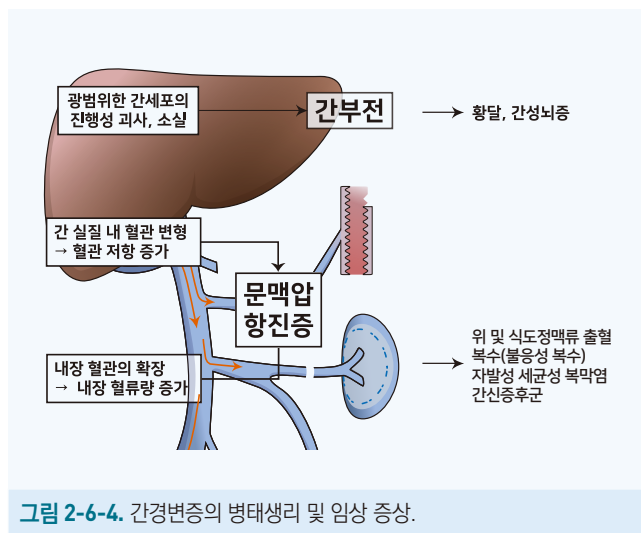 광범위한 간세포의
진행성 괴사, 소실
간부전
황달, 간성뇌증
간 실질 내 혈관 변형
→ 혈관 저항 증가
문맥압
항진증
내장 혈관의 확장
→ 내장 혈류량 증가
위 및 식도정맥류 출혈
복수(불응성 복수)
자발성 세균성 복막염
간신증후군
그림 2-6-4. 간경변증의 병태생리 및 임상 증상.